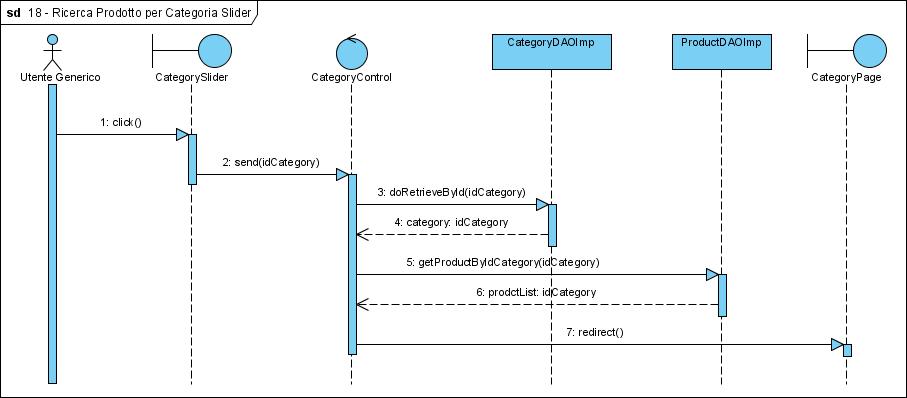 sd 18 - Ricerca Prodotto per Categoria Slider
Utente Generico
CategorySlider
CategoryControl
CategoryDAOImp
ProductDAOImp
CategoryPage
1: click()
2: send(idCategory)
3: doRetrieveById(idCategory)
4: category: idCategory
5: getProductByIdCategory(idCategory)
6: prodctList: idCategory
7: redirect()